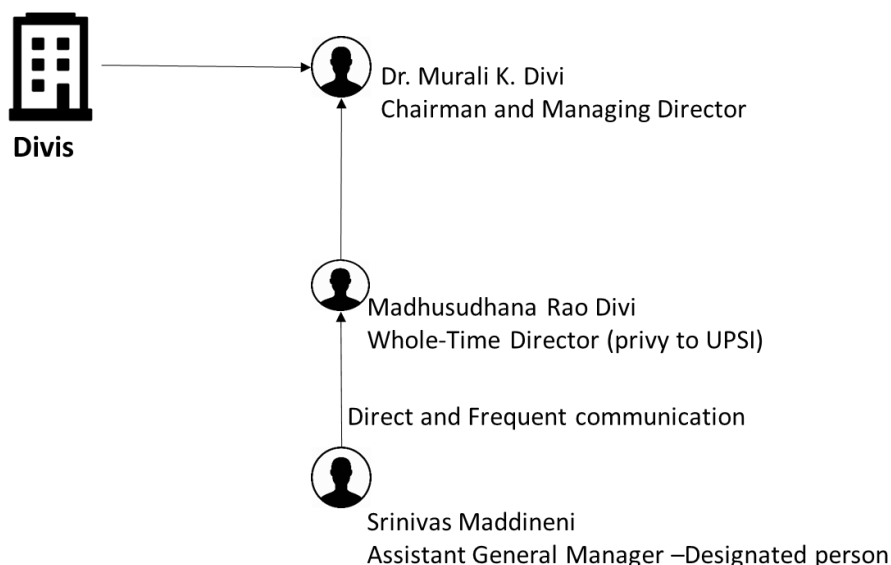 Divis
Dr. Murali K. Divi
Chairman and Managing Director
Madhusudhana Rao Divi
Whole-Time Director (privy to UPSI)
Direct and Frequent communication
Srinivas Maddineni
Assistant General Manager –Designated person